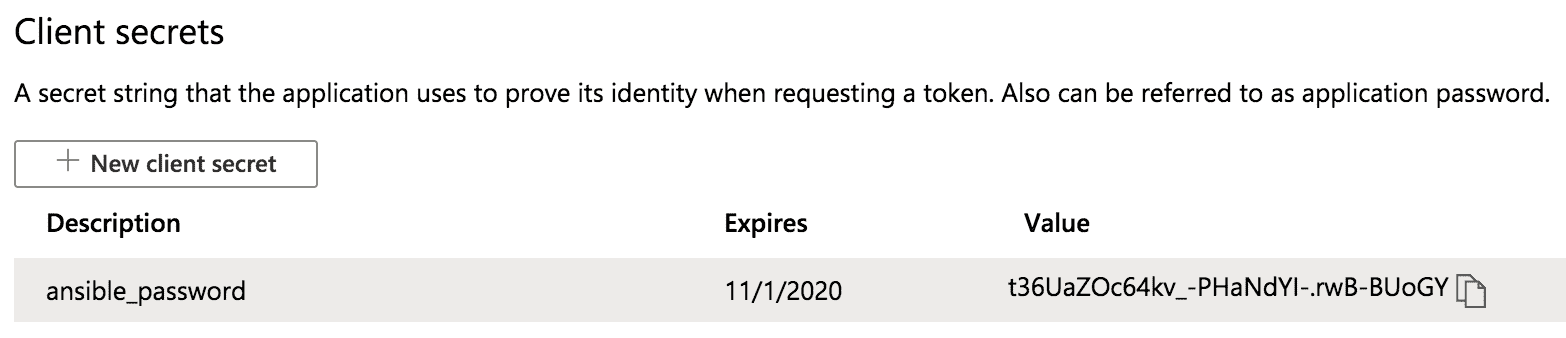 Client secrets
A secret string that the application uses to prove its identity when requesting a token. Also can be referred to as application password.
+ New client secret
Description Expires Value
ansible_password 11/1/2020 t36UaZOc64kv_-PHaNdYI-.rwB-BUoGY